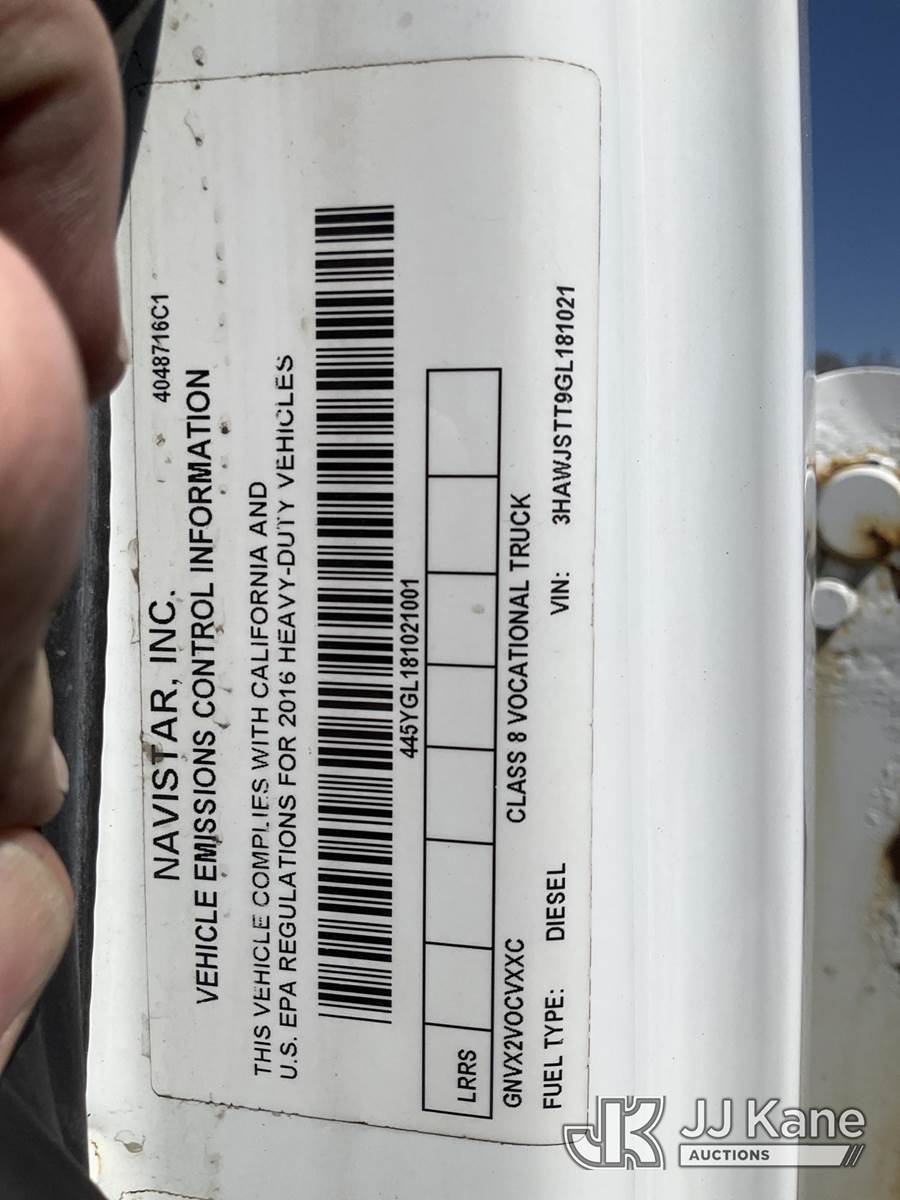 4048716C1
NAVISTAR, INC.
VEHICLE EMISSIONS CONTROL INFORMATION
THIS VEHICLE COMPLIES WITH CALIFORNIA AND
U.S. EPA REGULATIONS FOR 2016 HEAVY-DUTY VEHICLES
445YGL181021001
LRRS
GNVX2VOCVXXC CLASS 8 VOCATIONAL TRUCK
FUEL TYPE: DIESEL VIN: 3HAWJSTT9GL181021
JK JJ Kane
AUCTIONS